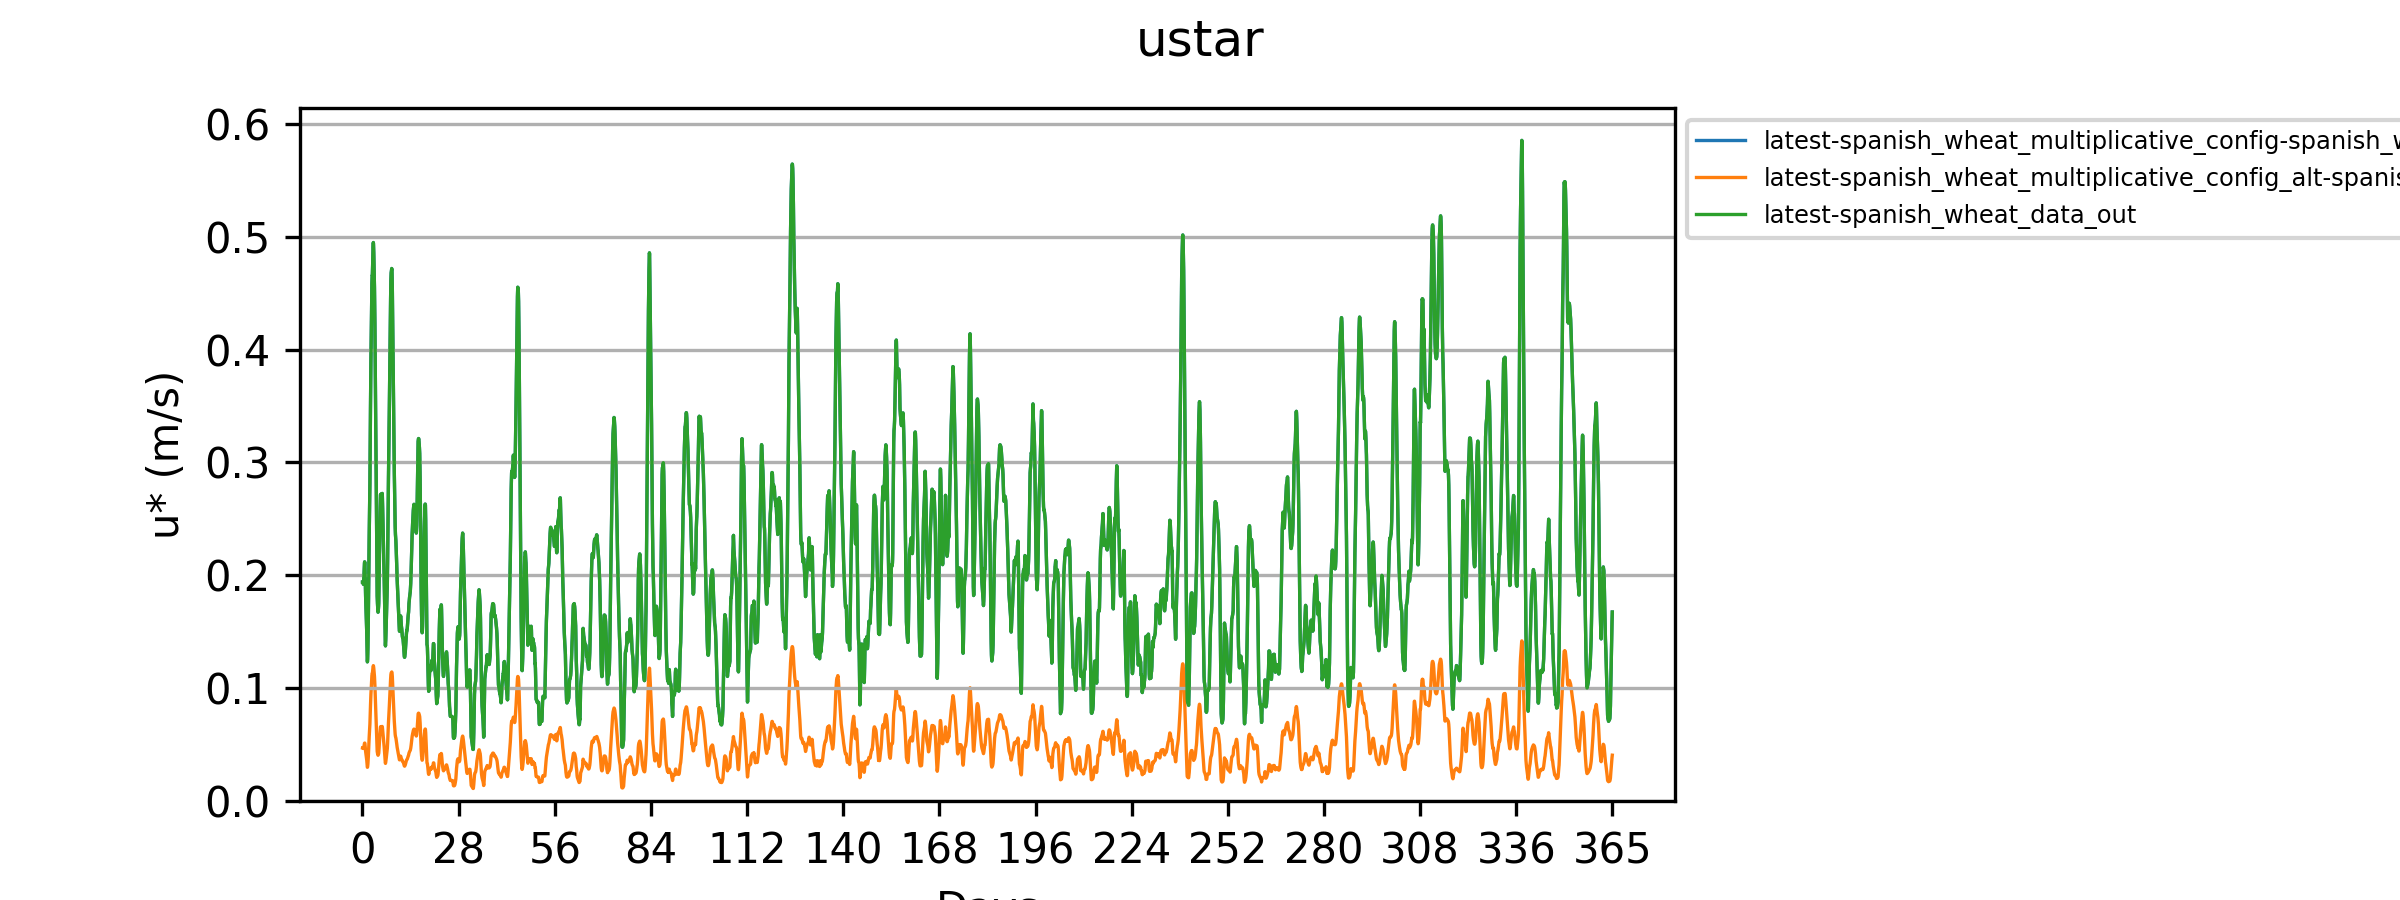 ustar
0.6
0.5
0.4
0.3
0.2
0.1
0.0
u* (m/s)
0 28 56 84 112 140 168 196 224 252 280 308 336 365
latest-spanish_wheat_multiplicative_config-spanish_
latest-spanish_wheat_multiplicative_config_alt-spanis
latest-spanish_wheat_data_out